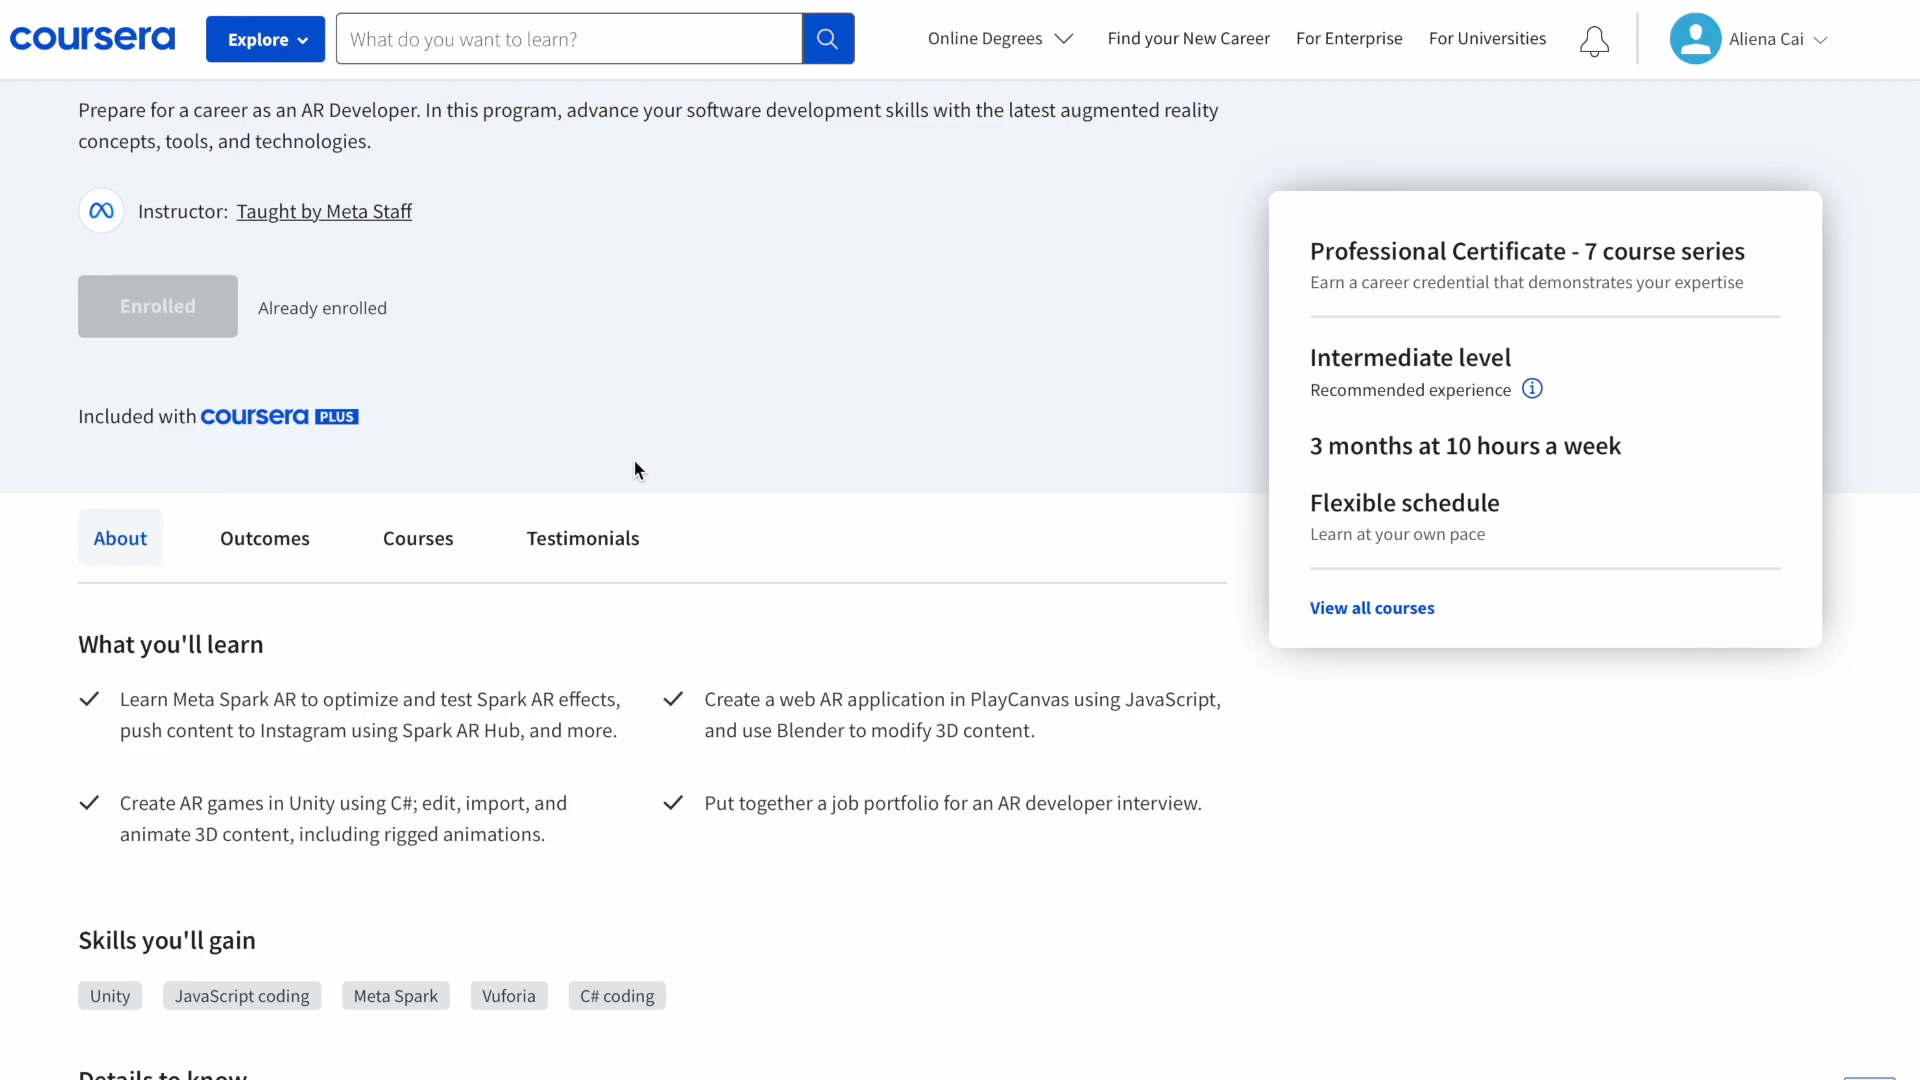 coursera
Explore
What do you want to learn?
Online Degrees
Find your New Career
For Enterprise
For Universities
Aliena Cai
Prepare for a career as an AR Developer. In this program, advance your software development skills with the latest augmented reality
concepts, tools, and technologies.
Instructor: Taught by Meta Staff
Enrolled
Already enrolled
Included with coursera PLUS
Professional Certificate - 7 course series
Earn a career credential that demonstrates your expertise
Intermediate level
Recommended experience
3 months at 10 hours a week
Flexible schedule
Learn at your own pace
View all courses
About
Outcomes
Courses
Testimonials
What you'll learn
Learn Meta Spark AR to optimize and test Spark AR effects,
push content to Instagram using Spark AR Hub, and more.
Create a web AR application in PlayCanvas using JavaScript,
and use Blender to modify 3D content.
Create AR games in Unity using C#; edit, import, and
animate 3D content, including rigged animations.
Put together a job portfolio for an AR developer interview.
Skills you'll gain
Unity
JavaScript coding
Meta Spark
Vuforia
C# coding
Details to know